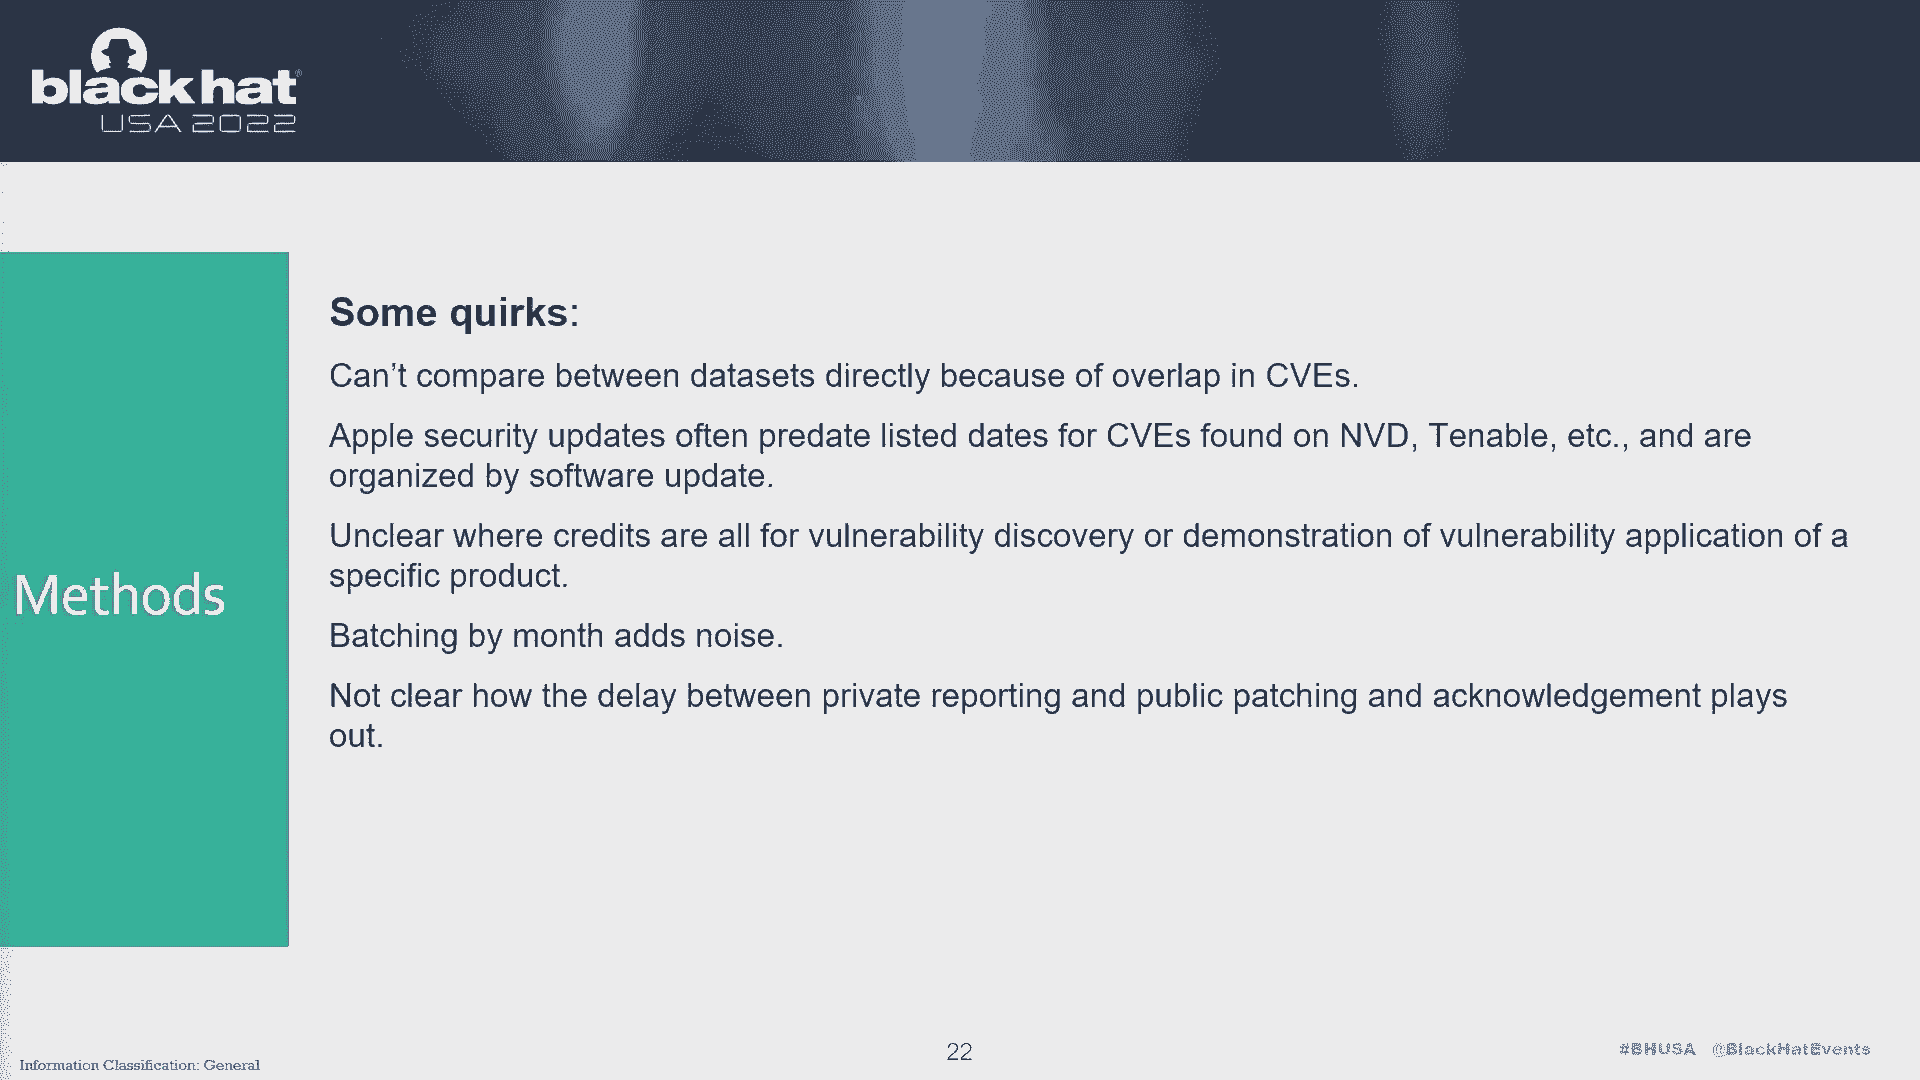 blackhat®
USA 2022
Methods
Some quirks:
Can’t compare between datasets directly because of overlap in CVEs.
Apple security updates often predate listed dates for CVEs found on NVD, Tenable, etc., and are
organized by software update.
Unclear where credits are all for vulnerability discovery or demonstration of vulnerability application of a
specific product.
Batching by month adds noise.
Not clear how the delay between private reporting and public patching and acknowledgement plays
out.
Information Classification: General
22
#BHUSA @BlackHatEvents